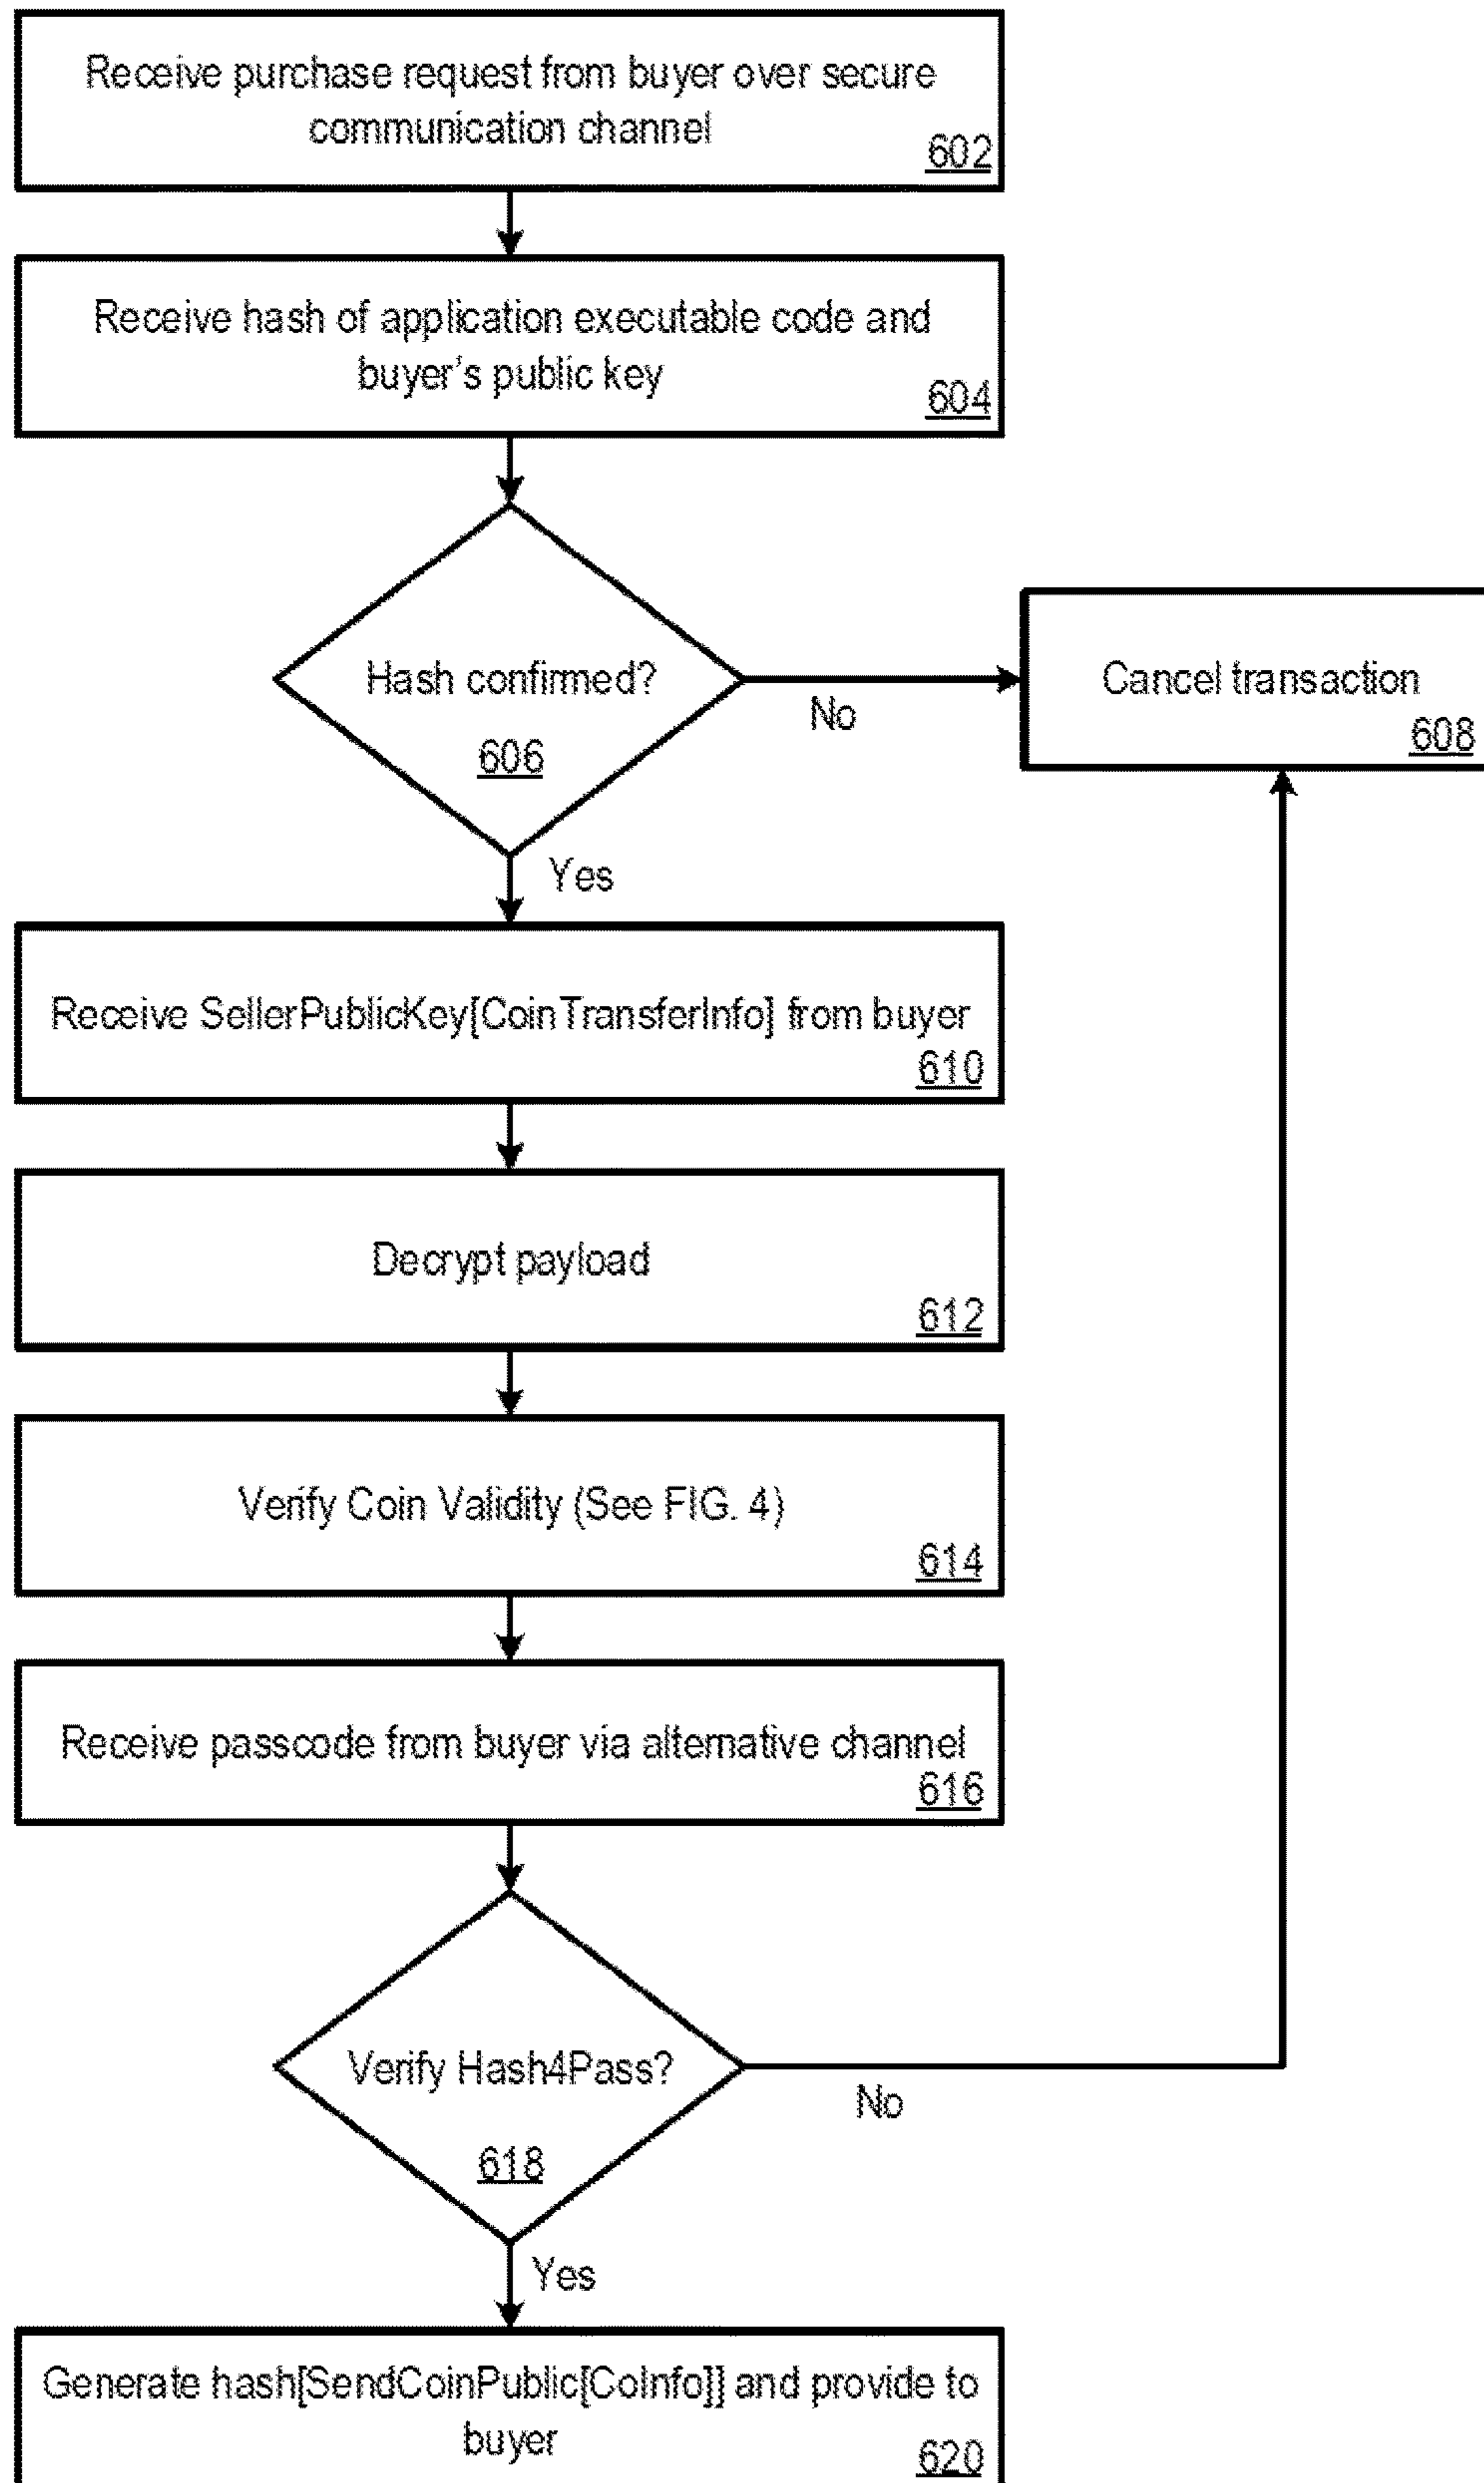 Receive purchase request from buyer over secure
communication channel
602
Receive hash of application executable code and
buyer's public key
604
Hash confirmed?
606
No
Cancel transaction
608
Yes
Receive SellerPublicKey[CoinTransferInfo] from buyer
610
Decrypt payload
612
Verify Coin Validity (See FIG. 4)
614
Receive passcode from buyer via alternative channel
616
Verify Hash4Pass?
618
No
Yes
Generate hash[SendCoinPublic[CoInfo]] and provide to
buyer
620